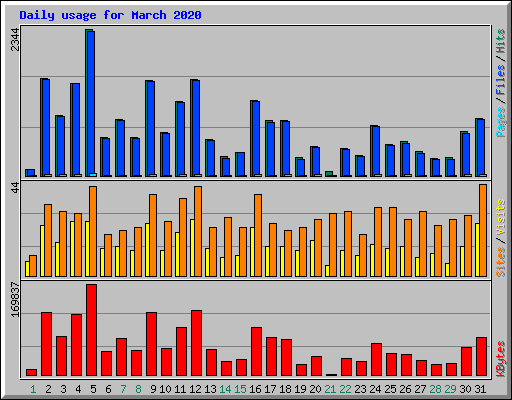 Daily usage for March 2020
2344
Pages / Files / Hits
44
Sites / Visits
169837
KBytes
1 2 3 4 5 6 7 8 9 10 11 12 13 14 15 16 17 18 19 20 21 22 23 24 25 26 27 28 29 30 31